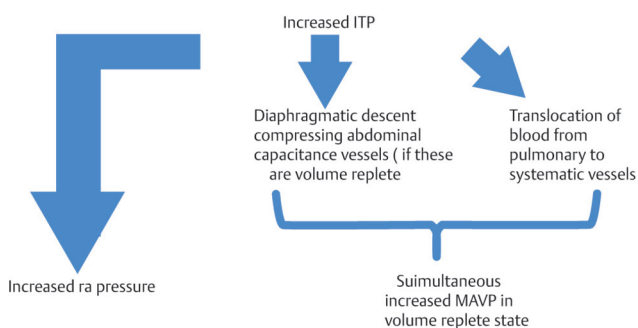 Increased ITP
Diaphragmatic descent
compressing abdominal
capacitance vessels ( if these
are volume replete
Translocation of
blood from
pulmonary to
systematic vessels
Increased ra pressure
Suimultaneous
increased MAVP in
volume replete state